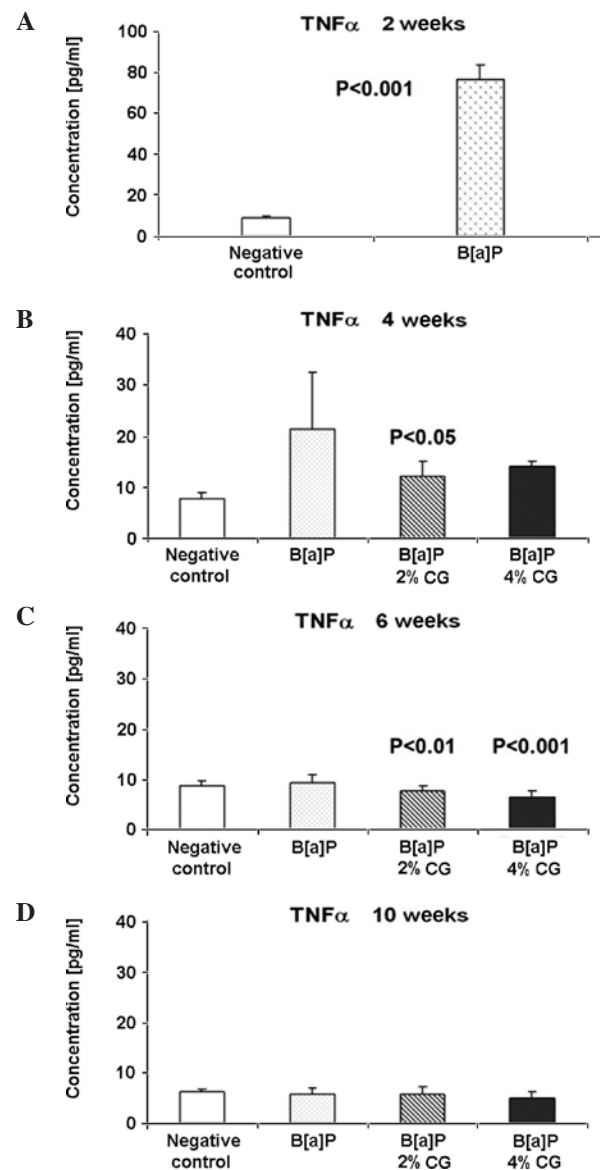 A
TNFα 2 weeks
Concentration [pg/ml]
100
80
60
40
20
0
P<0.001
Negative control
B[a]P
B
TNFα 4 weeks
Concentration [pg/ml]
40
30
20
10
0
P<0.05
Negative control
B[a]P
B[a]P 2% CG
B[a]P 4% CG
C
TNFα 6 weeks
Concentration [pg/ml]
40
30
20
10
0
P<0.01
P<0.001
Negative control
B[a]P
B[a]P 2% CG
B[a]P 4% CG
D
TNFα 10 weeks
Concentration [pg/ml]
40
30
20
10
0
Negative control
B[a]P
B[a]P 2% CG
B[a]P 4% CG